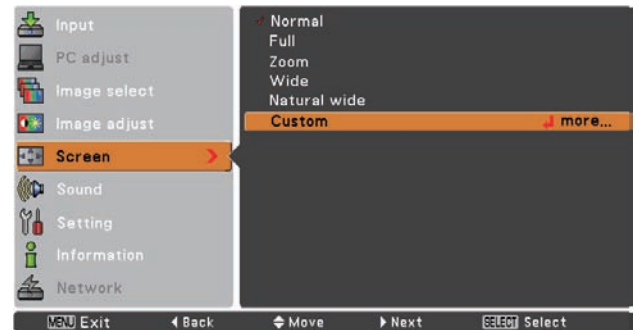 Input
PC adjust
Image select
Image adjust
Screen
Sound
Setting
Information
Network
Normal
Full
Zoom
Wide
Natural wide
Custom more...
MENU Exit Back Move Next SELECT Select